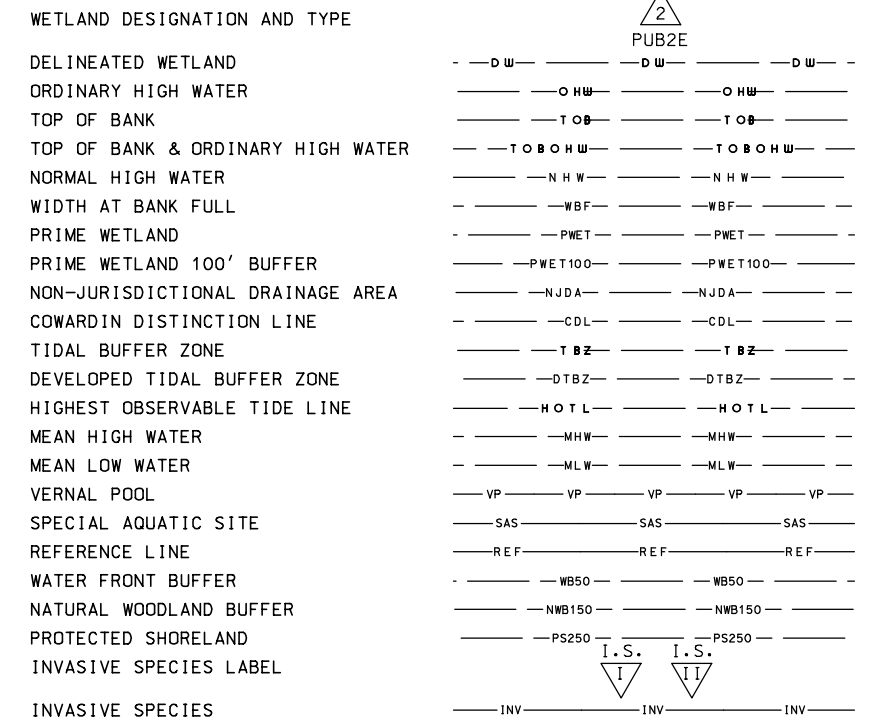 WETLAND DESIGNATION AND TYPE 2
PUB2E
DELINEATED WETLAND DW DW DW
ORDINARY HIGH WATER OHW OHW
TOP OF BANK TOB TOB
TOP OF BANK & ORDINARY HIGH WATER TOBOHW TOBOHW
NORMAL HIGH WATER NHW NHW
WIDTH AT BANK FULL WBF WBF
PRIME WETLAND PWET PWET
PRIME WETLAND 100' BUFFER PWET100 PWET100
NON-JURISDICTIONAL DRAINAGE AREA NJDA NJDA
COWARDIN DISTINCTION LINE CDL CDL
TIDAL BUFFER ZONE TBZ TBZ
DEVELOPED TIDAL BUFFER ZONE DTBZ DTBZ
HIGHEST OBSERVABLE TIDE LINE HOTL HOTL
MEAN HIGH WATER MHW MHW
MEAN LOW WATER MLW MLW
VERNAL POOL VP VP VP VP VP
SPECIAL AQUATIC SITE SAS SAS SAS
REFERENCE LINE REF REF REF
WATER FRONT BUFFER WB50 WB50
NATURAL WOODLAND BUFFER NWB150 NWB150
PROTECTED SHORELAND PS250 PS250
I.S. I.S.
INVASIVE SPECIES LABEL I II
INVASIVE SPECIES INV INV INV